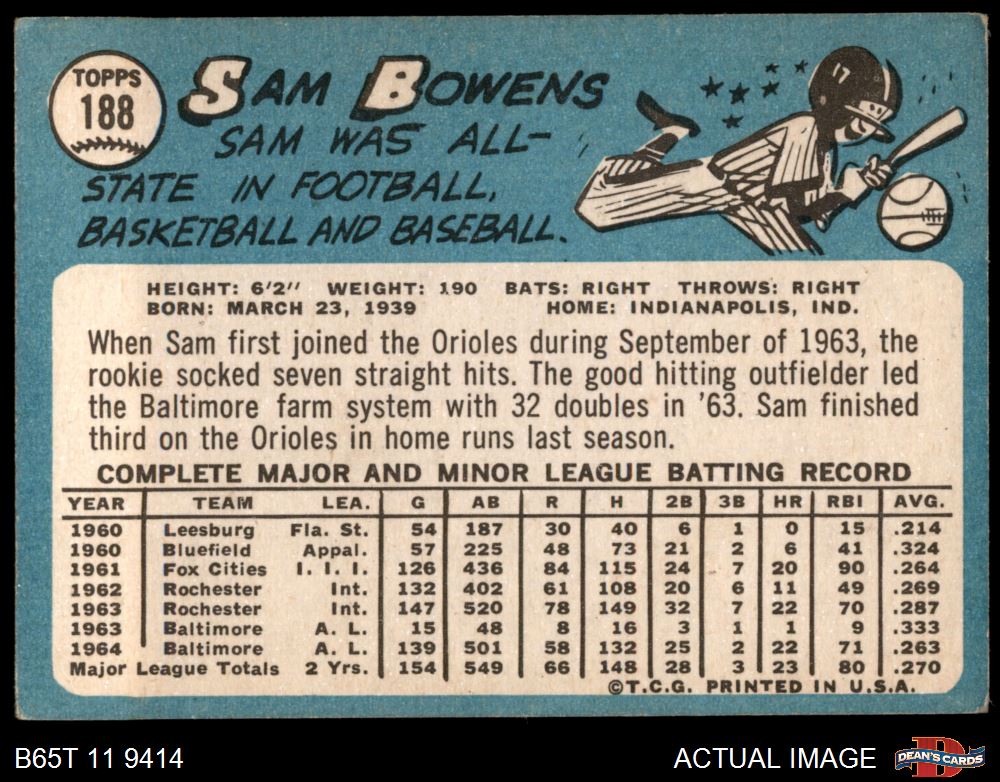 TOPPS
188
SAM BOWENS
SAM WAS ALL-
STATE IN FOOTBALL,
BASKETBALL AND BASEBALL.
17
HEIGHT: 6'2" WEIGHT: 190 BATS: RIGHT THROWS: RIGHT
BORN: MARCH 23, 1939 HOME: INDIANAPOLIS, IND.
When Sam first joined the Orioles during September of 1963, the
rookie socked seven straight hits. The good hitting outfielder led
the Baltimore farm system with 32 doubles in '63. Sam finished
third on the Orioles in home runs last season.
COMPLETE MAJOR AND MINOR LEAGUE BATTING RECORD
YEAR TEAM LEA. G AB R H 2B 3B HR RBI AVG.
1960 Leesburg Fla. St. 54 187 30 40 6 1 0 15 .214
1960 Bluefield Appal. 57 225 48 73 21 2 6 41 .324
1961 Fox Cities I. I. I. 126 436 84 115 24 7 20 90 .264
1962 Rochester Int. 132 402 61 108 20 6 11 49 .269
1963 Rochester Int. 147 520 78 149 32 7 22 70 .287
1963 Baltimore A. L. 15 48 8 16 3 1 1 9 .333
1964 Baltimore A. L. 139 501 58 132 25 2 22 71 .263
Major League Totals 2 Yrs. 154 549 66 148 28 3 23 80 .270
©T.C.G. PRINTED IN U.S.A.
B65T 11 9414 ACTUAL IMAGE
D
DEAN'S CARDS